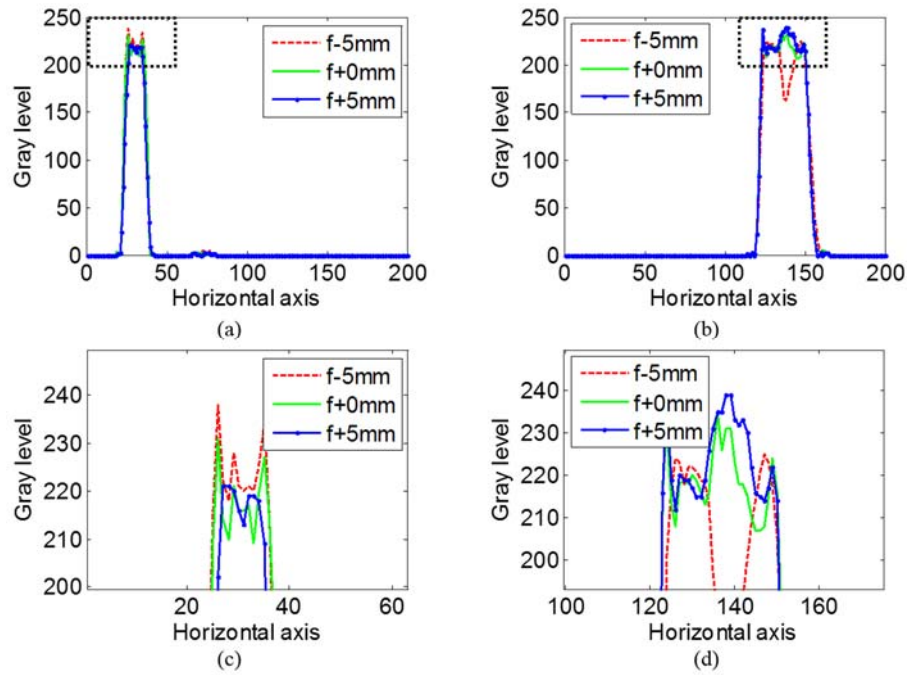 250
200
150
100
50
0
Gray level
f-5mm
f+0mm
f+5mm
0 50 100 150 200
Horizontal axis
(a)
250
200
150
100
50
0
Gray level
f-5mm
f+0mm
f+5mm
0 50 100 150 200
Horizontal axis
(b)
240
230
220
210
200
Gray level
f-5mm
f+0mm
f+5mm
20 40 60
Horizontal axis
(c)
240
230
220
210
200
Gray level
f-5mm
f+0mm
f+5mm
100 120 140 160
Horizontal axis
(d)